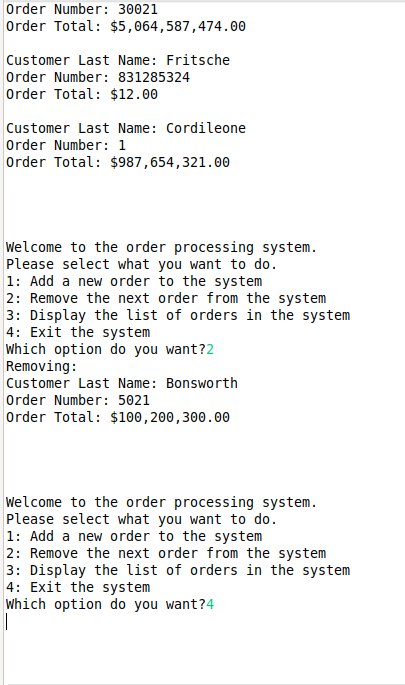 Order Number: 30021
Order Total: $5,064,587,474.00
Customer Last Name: Fritsche
Order Number: 831285324
Order Total: $12.00
Customer Last Name: Cordileone
Order Number: 1
Order Total: $987,654,321.00
Welcome to the order processing system.
Please select what you want to do.
1: Add a new order to the system
2: Remove the next order from the system
3: Display the list of orders in the system
4: Exit the system
Which option do you want?2
Removing:
Customer Last Name: Bonsworth
Order Number: 5021
Order Total: $100,200,300.00
Welcome to the order processing system.
Please select what you want to do.
1: Add a new order to the system
2: Remove the next order from the system
3: Display the list of orders in the system
4: Exit the system
Which option do you want?4